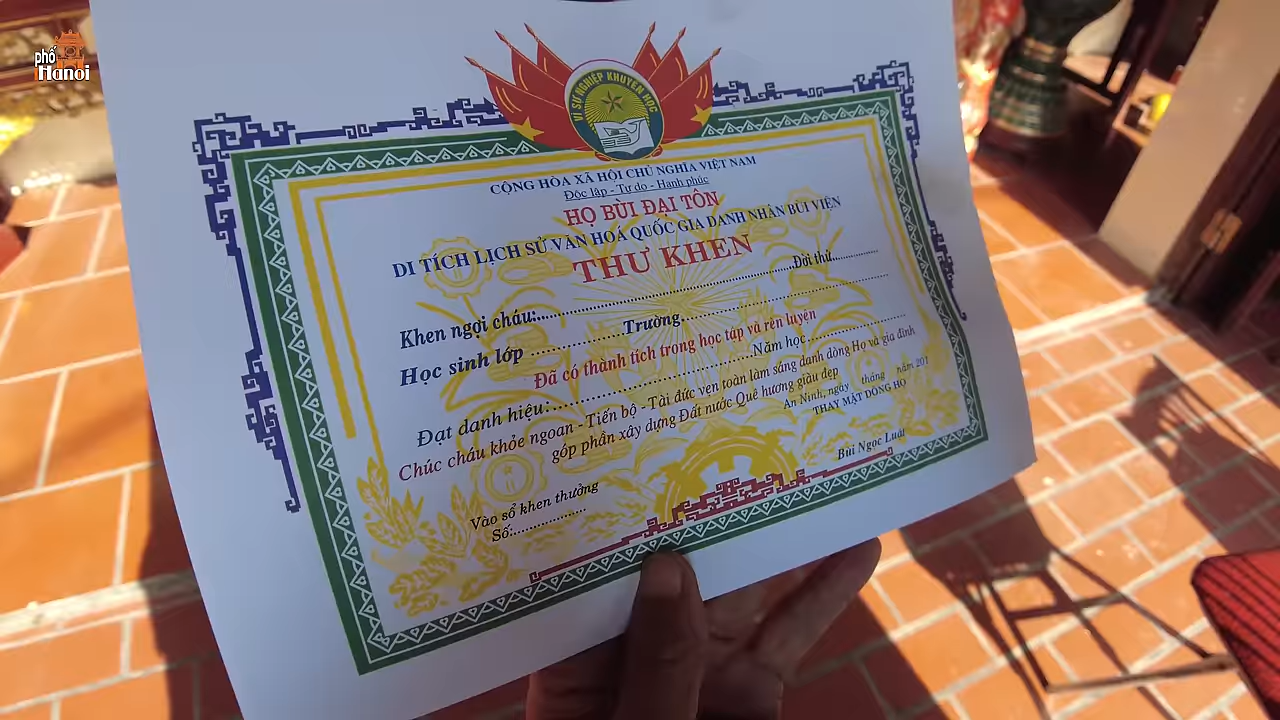 phố
Hanoi
VÌ SỰ NGHIỆP KHUYẾN HỌC
CỘNG HÒA XÃ HỘI CHỦ NGHĨA VIỆT NAM
Độc lập - Tự do - Hạnh phúc
HỌ BÙI ĐẠI TÔN
DI TÍCH LỊCH SỬ VĂN HOÁ QUỐC GIA DANH NHÂN BÙI VIỆN
THƯ KHEN
Khen ngợi cháu:..........Đời thứ..........
Học sinh lớp ..........Trường..........
Đã có thành tích trong học tập và rèn luyện
Đạt danh hiệu:..........Năm học..........
Chúc cháu khỏe ngoan - Tiến bộ - Tài đức vẹn toàn làm sáng danh dòng Họ và gia đình
góp phần xây dựng Đất nước Quê hương giàu đẹp
An Ninh, ngày tháng năm 201
THAY MẶT DÒNG HỌ
Bùi Ngọc Luật
Vào sổ khen thưởng
Số:..........